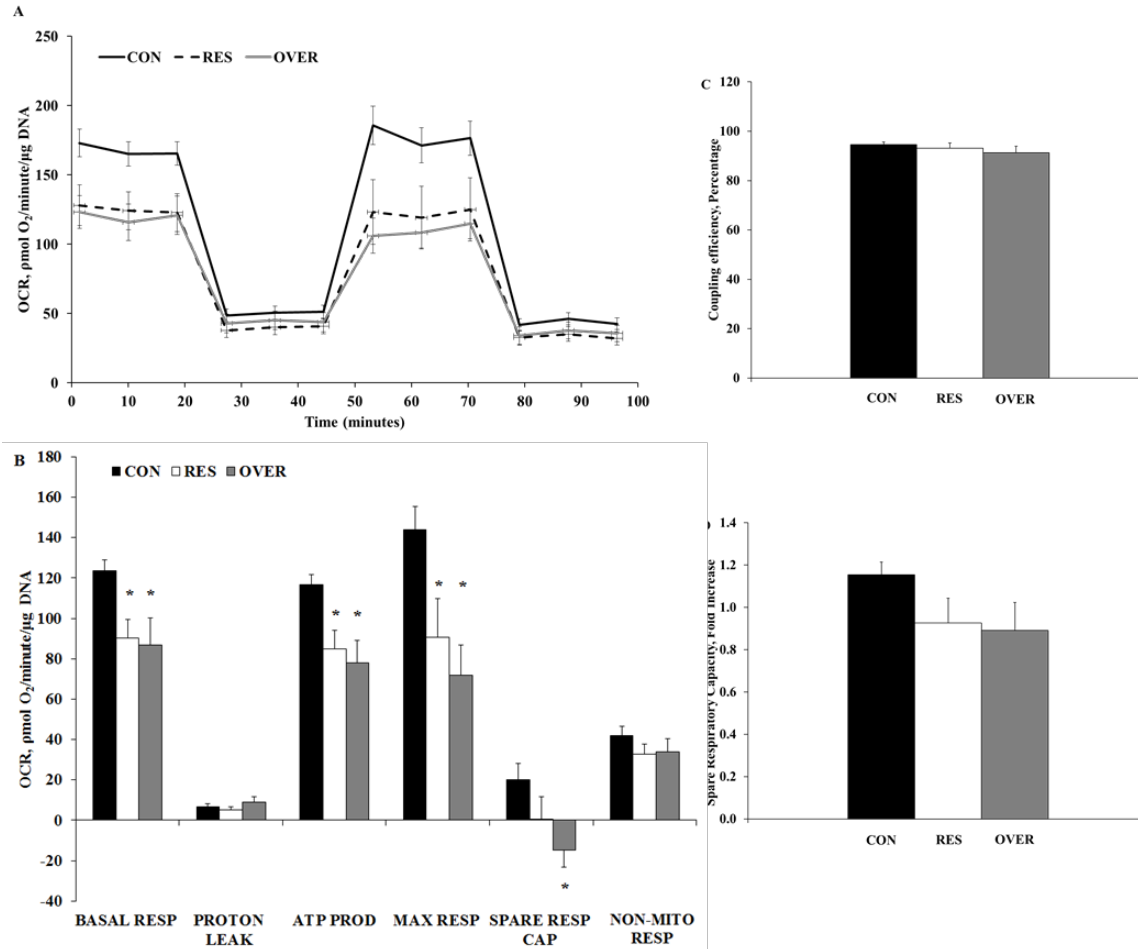 A
250
200
150
100
50
0
OCR, ρmol O₂/minute/µg DNA
CON RES OVER
0 10 20 30 40 50 60 70 80 90 100
Time (minutes)
C
120
100
80
60
40
20
0
Coupling efficiency, Percentage
CON RES OVER
B
180
160
140
120
100
80
60
40
20
0
-20
-40
OCR, ρmol O₂/minute/µg DNA
CON RES OVER
* *
* *
* *
*
BASAL RESP PROTON LEAK ATP PROD MAX RESP SPARE RESP CAP NON-MITO RESP
1.4
1.2
1.0
0.8
0.6
0.4
0.2
0.0
Spare Respiratory Capacity, Fold Increase
CON RES OVER